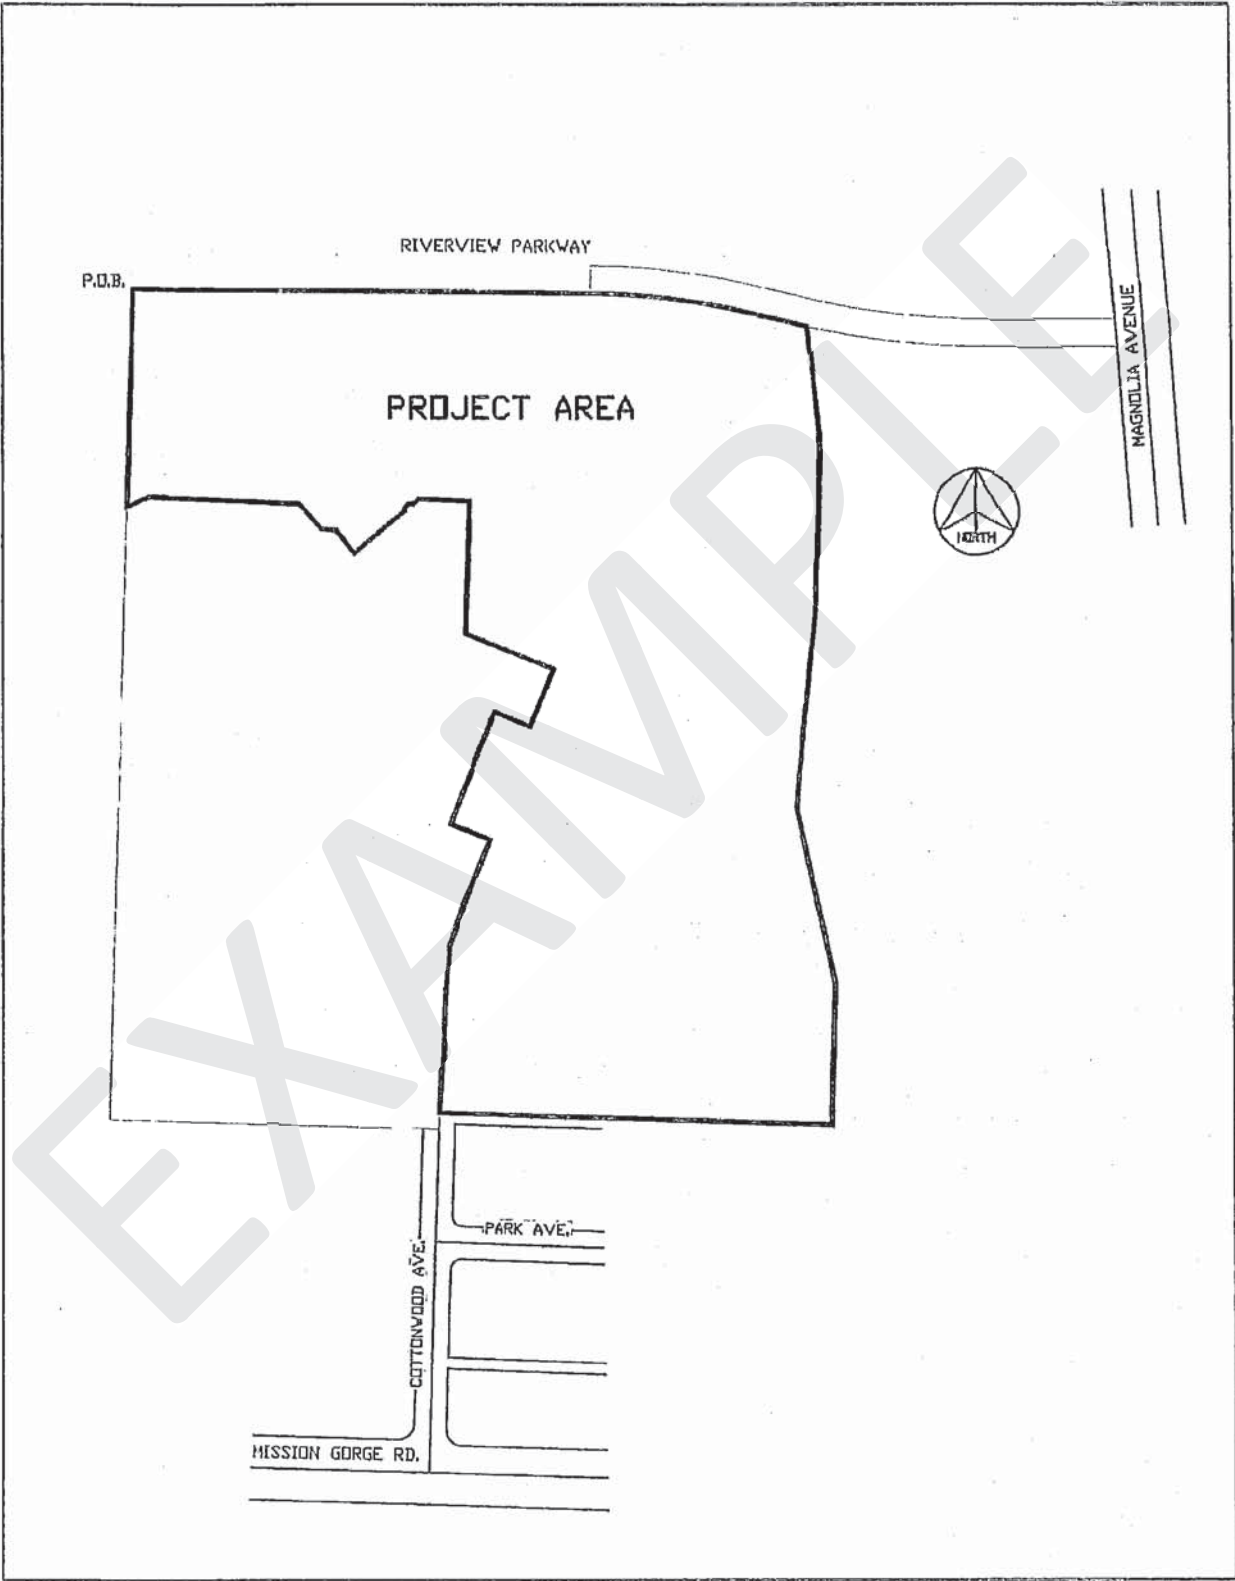 RIVERVIEW PARKWAY
P.O.B.
MAGNOLIA AVENUE
PROJECT AREA
NORTH
EXAMPLE
PARK AVE.
COTTONWOOD AVE.
MISSION GORGE RD.